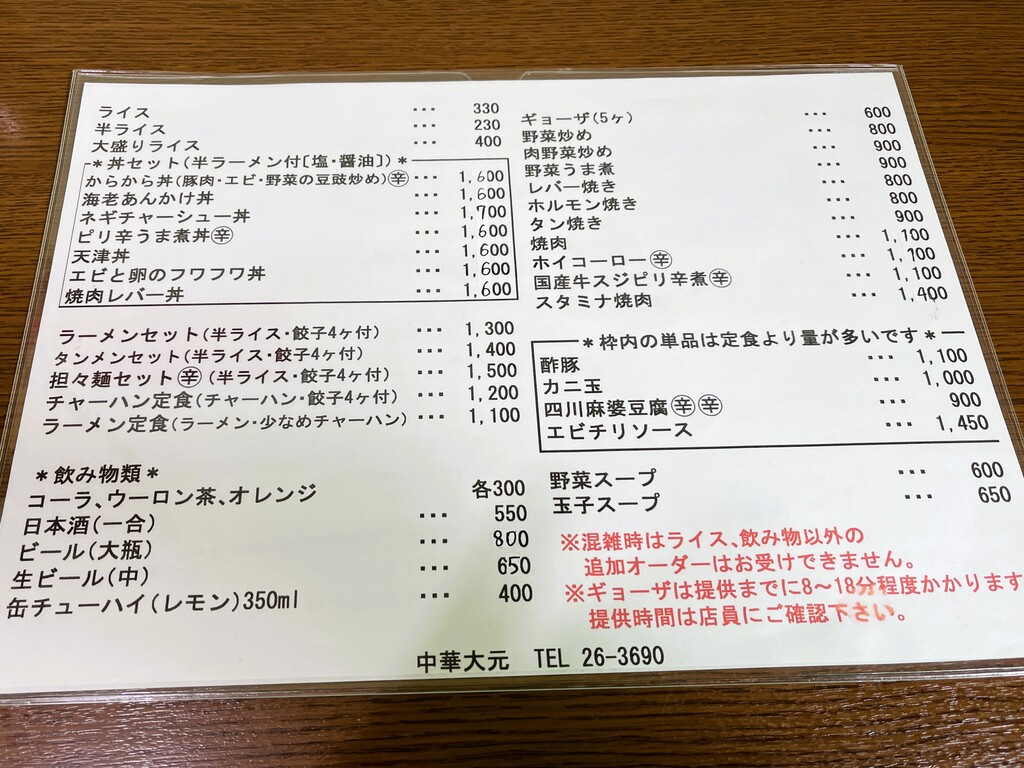 ライス ･･･ 330
半ライス ･･･ 230
大盛りライス ･･･ 400
＊丼セット(半ラーメン付〔塩・醤油〕)＊
からから丼(豚肉・エビ・野菜の豆豉炒め)㊛ ･･･ 1,600
海老あんかけ丼 ･･･ 1,600
ネギチャーシュー丼 ･･･ 1,700
ピリ辛うま煮丼(辛) ･･･ 1,600
天津丼 ･･･ 1,600
エビと卵のフワフワ丼 ･･･ 1,600
焼肉レバー丼 ･･･ 1,600
ラーメンセット(半ライス・餃子4ヶ付) ･･･ 1,300
タンメンセット(半ライス・餃子4ヶ付) ･･･ 1,400
担々麺セット(辛)(半ライス・餃子4ヶ付) ･･･ 1,500
チャーハン定食(チャーハン・餃子4ヶ付) ･･･ 1,200
ラーメン定食(ラーメン・少なめチャーハン) ･･･ 1,100
＊飲み物類＊
コーラ、ウーロン茶、オレンジ 各300
日本酒(一合) ･･･ 550
ビール(大瓶) ･･･ 800
生ビール(中) ･･･ 650
缶チューハイ(レモン)350ml ･･･ 400
ギョーザ(5ヶ) ･･･ 600
野菜炒め ･･･ 800
肉野菜炒め ･･･ 900
野菜うま煮 ･･･ 900
レバー焼き ･･･ 800
ホルモン焼き ･･･ 800
タン焼き ･･･ 900
焼肉 ･･･ 1,100
ホイコーロー(辛) ･･･ 1,100
国産牛スジピリ辛煮(辛) ･･･ 1,100
スタミナ焼肉 ･･･ 1,400
＊枠内の単品は定食より量が多いです＊
酢豚 ･･･ 1,100
カニ玉 ･･･ 1,000
四川麻婆豆腐(辛)(辛) ･･･ 900
エビチリソース ･･･ 1,450
野菜スープ ･･･ 600
玉子スープ ･･･ 650
※混雑時はライス、飲み物以外の
追加オーダーはお受けできません。
※ギョーザは提供までに8～18分程度かかります
提供時間は店員にご確認下さい。
中華大元 TEL 26-3690